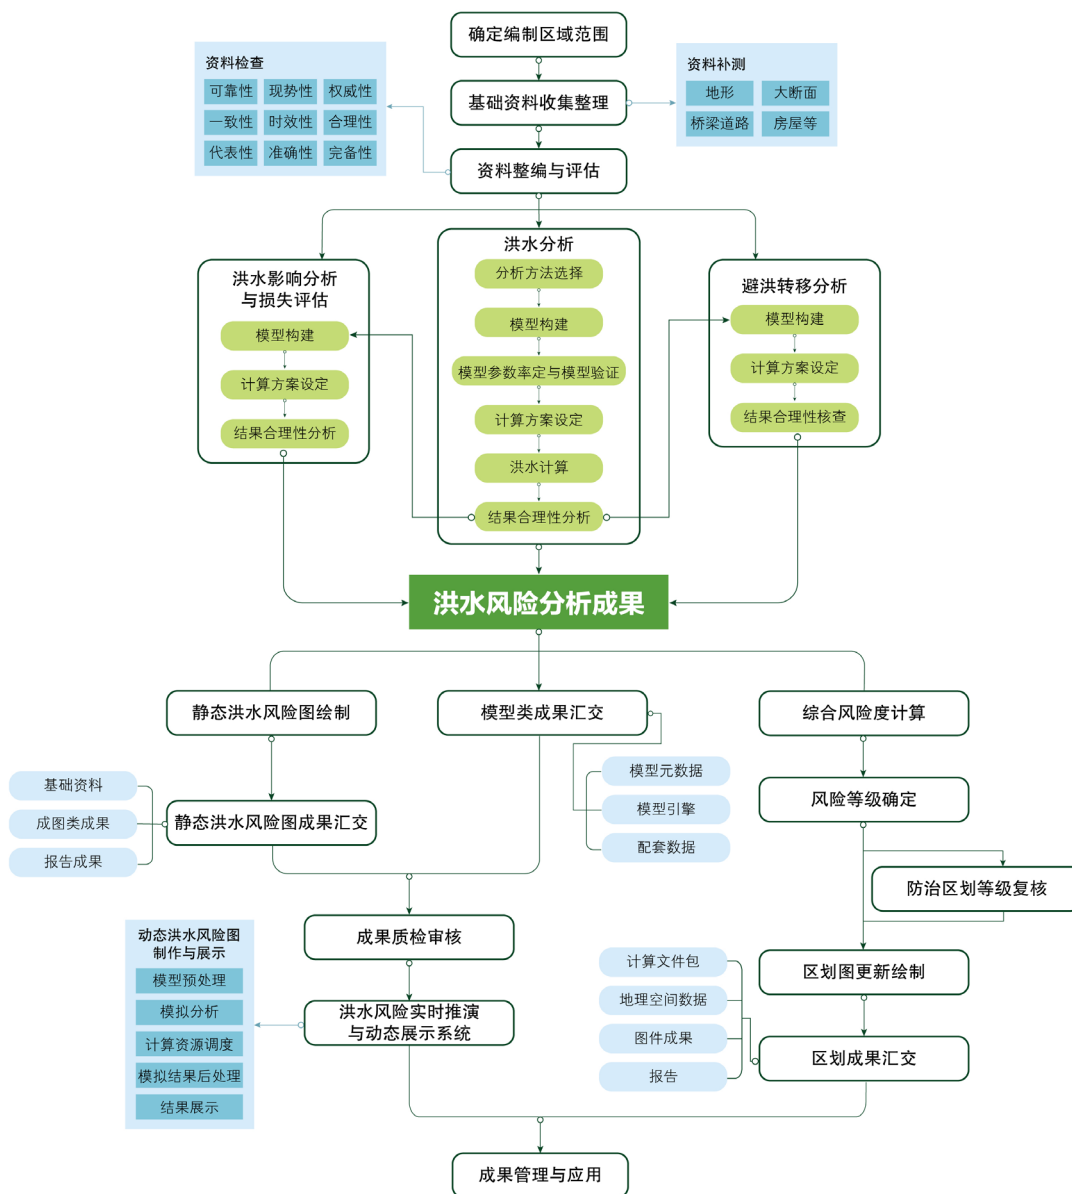 确定编制区域范围
资料检查
可靠性 现势性 权威性
一致性 时效性 合理性
代表性 准确性 完备性
基础资料收集整理
资料补测
地形 大断面
桥梁道路 房屋等
资料整编与评估
洪水影响分析
与损失评估
模型构建
计算方案设定
结果合理性分析
洪水分析
分析方法选择
模型构建
模型参数率定与模型验证
计算方案设定
洪水计算
结果合理性分析
避洪转移分析
模型构建
计算方案设定
结果合理性核查
洪水风险分析成果
静态洪水风险图绘制
基础资料
成图类成果
报告成果
静态洪水风险图成果汇交
模型类成果汇交
模型元数据
模型引擎
配套数据
综合风险度计算
风险等级确定
防治区划等级复核
成果质检审核
动态洪水风险图
制作与展示
模型预处理
模拟分析
计算资源调度
模拟结果后处理
结果展示
洪水风险实时推演
与动态展示系统
区划图更新绘制
计算文件包
地理空间数据
图件成果
报告
区划成果汇交
成果管理与应用